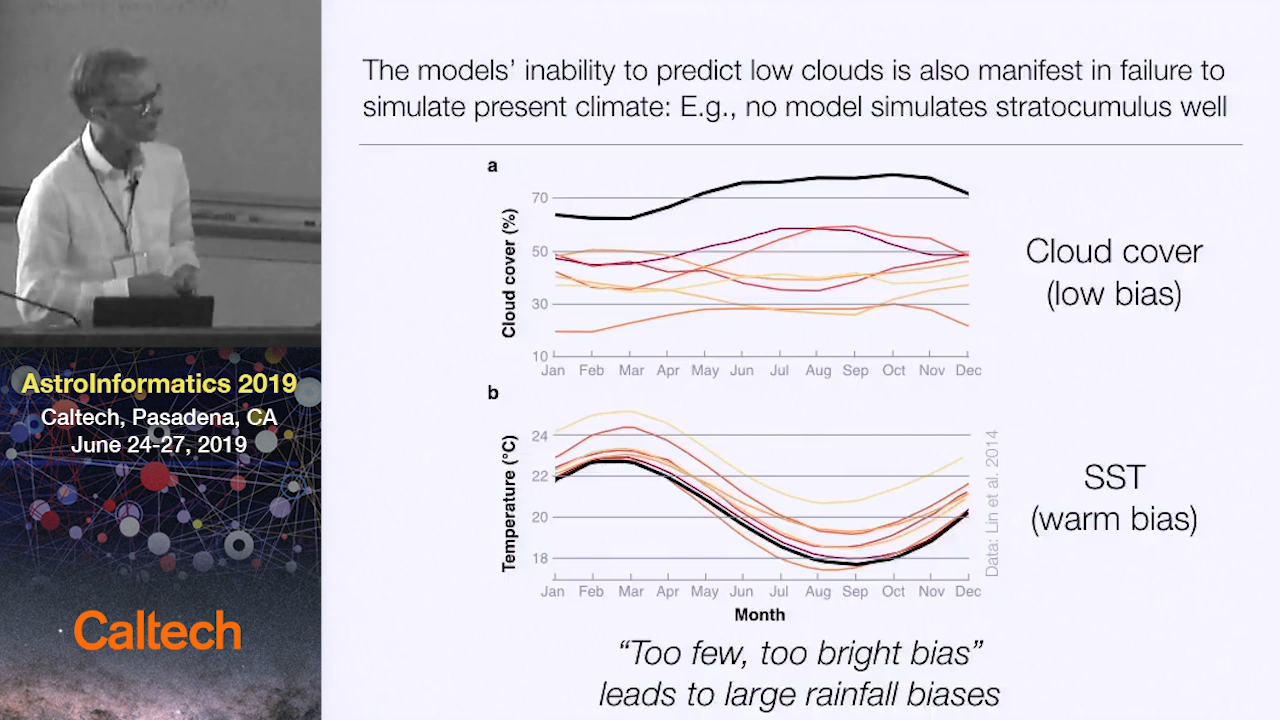 The models' inability to predict low clouds is also manifest in failure to
simulate present climate: E.g., no model simulates stratocumulus well
a
Cloud cover (%)
70
50
30
10
Jan Feb Mar Apr May Jun Jul Aug Sep Oct Nov Dec
Cloud cover
(low bias)
b
Temperature (°C)
24
22
20
18
Jan Feb Mar Apr May Jun Jul Aug Sep Oct Nov Dec
Month
Data: Lin et al. 2014
SST
(warm bias)
“Too few, too bright bias”
leads to large rainfall biases
AstroInformatics 2019
Caltech, Pasadena, CA
June 24-27, 2019
Caltech